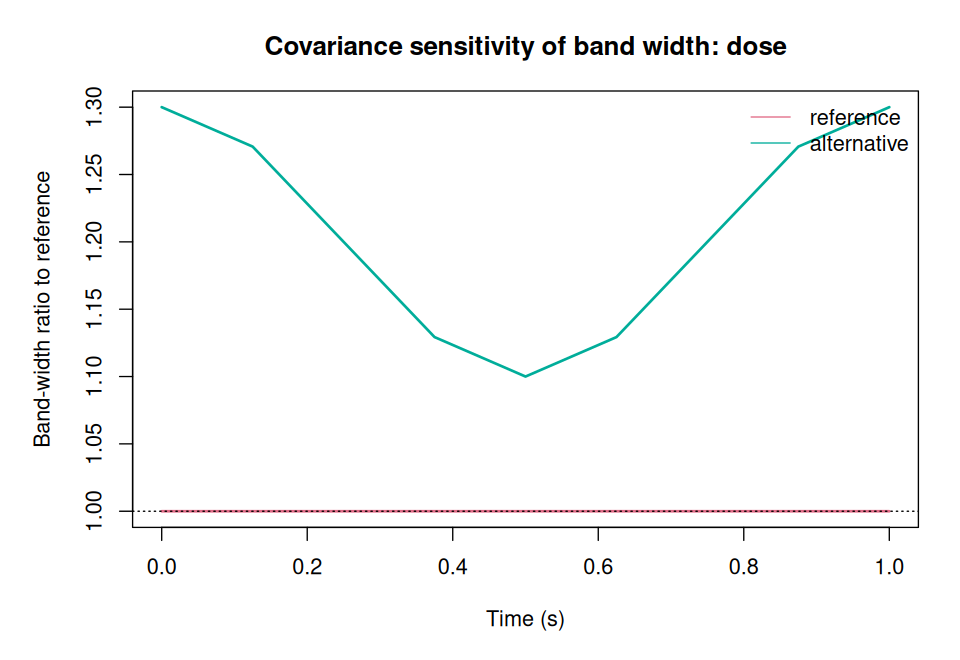 Covariance sensitivity of band width: dose
reference
alternative
Band-width ratio to reference
1.30
1.25
1.20
1.15
1.10
1.05
1.00
0.0 0.2 0.4 0.6 0.8 1.0
Time (s)